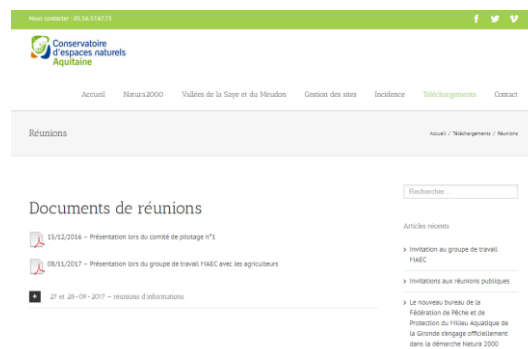 Nous contacter : 05.56.57.67.73
Conservatoire
d'espaces naturels
Aquitaine
Accueil Natura2000 Vallées de la Saye et du Meudon Gestion des sites Incidence Téléchargements Contact
Réunions
Accueil / Téléchargements / Réunions
Rechercher...
Documents de réunions
15/12/2016 – Présentation lors du comité de pilotage n°1
08/11/2017 – Présentation lors du groupe de travail MAEC avec les agriculteurs
27 et 28-09-2017 – réunions d'informations
Articles récents
Invitation au groupe de travail
MAEC
Invitations aux réunions publiques
Le nouveau bureau de la
Fédération de Pêche et de
Protection du Milieu Aquatique de
la Gironde s'engage officiellement
dans la démarche Natura 2000